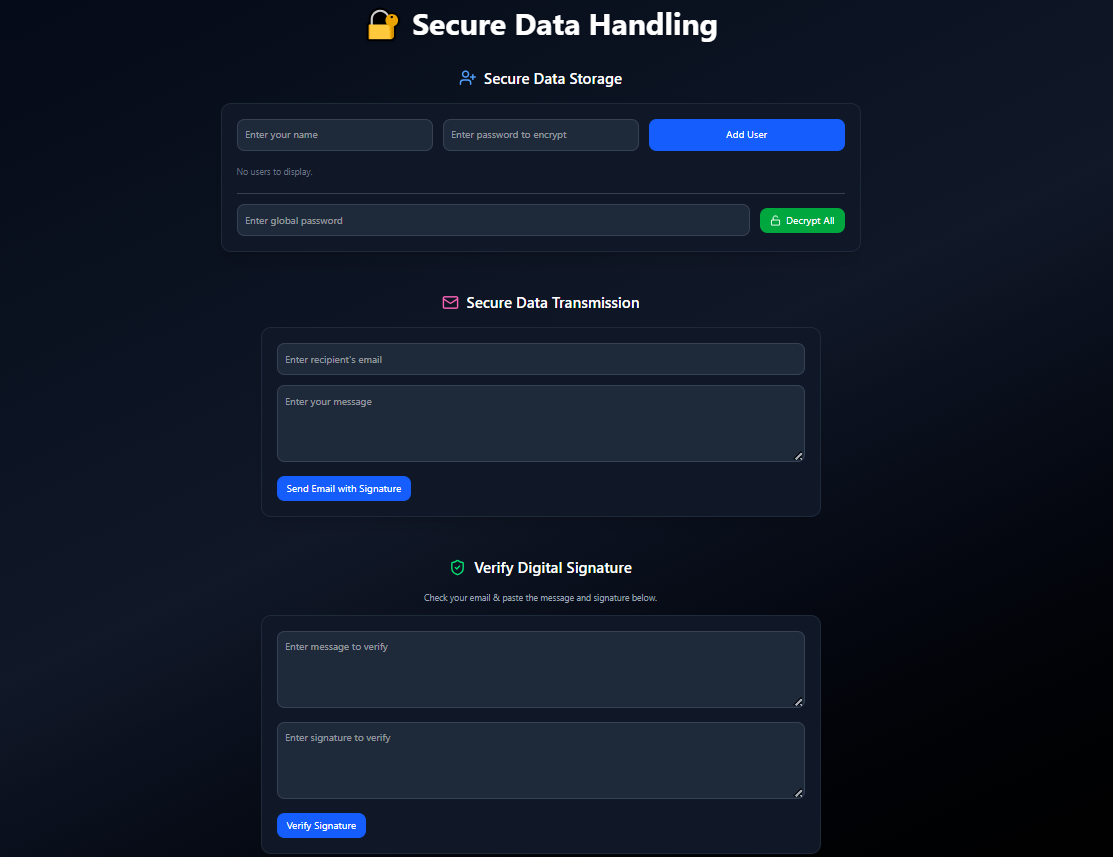 Secure Data Handling
Secure Data Storage
Enter your name
Enter password to encrypt
Add User
No users to display.
Enter global password
Decrypt All
Secure Data Transmission
Enter recipient's email
Enter your message
Send Email with Signature
Verify Digital Signature
Check your email & paste the message and signature below.
Enter message to verify
Enter signature to verify
Verify Signature